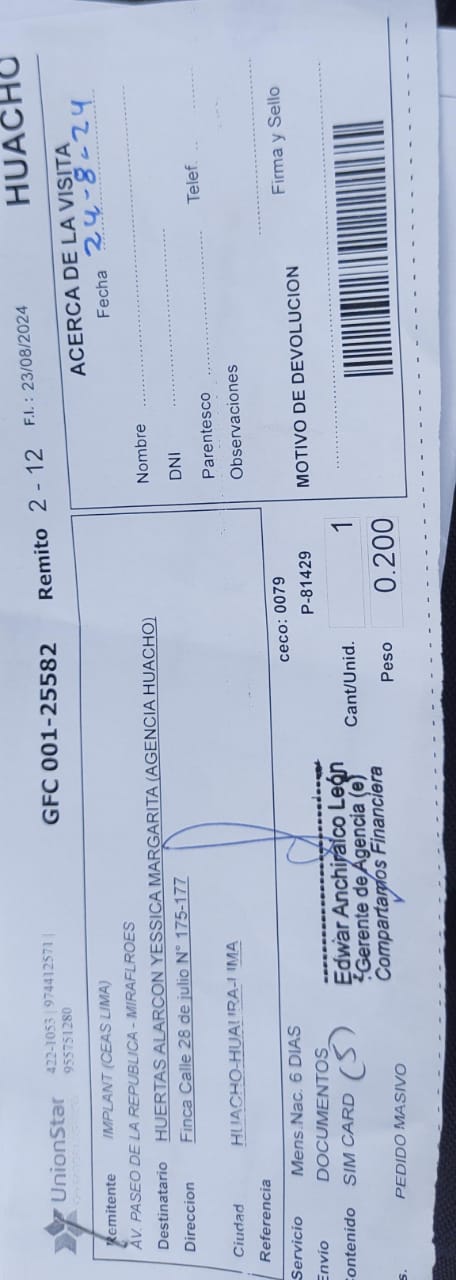 UnionStar
422-1053 | 974412571 |
955751280
GFC 001-25582 Remito 2 - 12 F.I. : 23/08/2024 HUACHO
Remitente IMPLANT (CEAS LIMA)
AV. PASEO DE LA REPUBLICA - MIRAFLROES
Destinatario HUERTAS ALARCON YESSICA MARGARITA (AGENCIA HUACHO)
Direccion Finca Calle 28 de julio N° 175-177
Ciudad HUACHO-HUAURA-LIMA
Referencia
ACERCA DE LA VISITA
Fecha 24-8-24
Nombre
DNI
Parentesco Telef.
Observaciones
Firma y Sello
MOTIVO DE DEVOLUCION
ceco: 0079
P-81429
Servicio Mens.Nac. 6 DIAS
Envio DOCUMENTOS
ontenido SIM CARD (5)
s. PEDIDO MASIVO
Edwar Anchiraico León
Gerente de Agencia (e)
Compartamos Financiera
Cant/Unid. 1
Peso 0.200